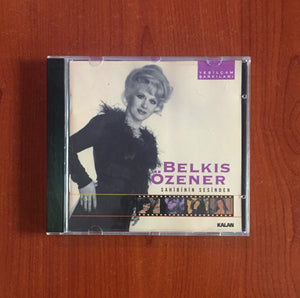 YEŞİLÇAM
ŞARKILARI
BELKIS
ÖZENER
SAHİBİNİN SESİNDEN
KALAN